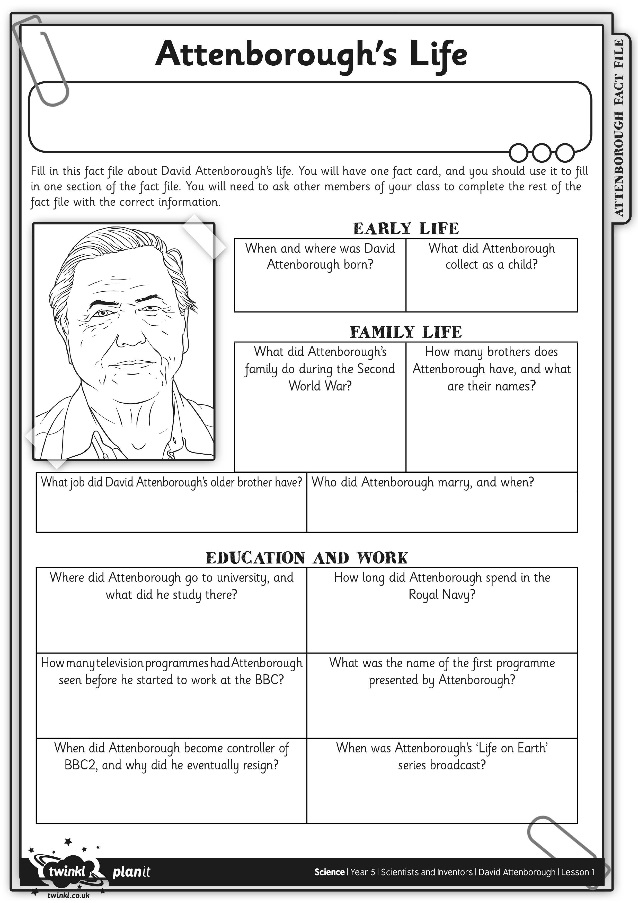 Attenborough's Life
ATTENBOROUGH FACT FILE
Fill in this fact file about David Attenborough's life. You will have one fact card, and you should use it to fill
in one section of the fact file. You will need to ask other members of your class to complete the rest of the
fact file with the correct information.
EARLY LIFE
When and where was David
Attenborough born?
What did Attenborough
collect as a child?
FAMILY LIFE
What did Attenborough's
family do during the Second
World War?
How many brothers does
Attenborough have, and what
are their names?
What job did David Attenborough's older brother have?
Who did Attenborough marry, and when?
EDUCATION AND WORK
Where did Attenborough go to university, and
what did he study there?
How long did Attenborough spend in the
Royal Navy?
How many television programmes had Attenborough
seen before he started to work at the BBC?
What was the name of the first programme
presented by Attenborough?
When did Attenborough become controller of
BBC2, and why did he eventually resign?
When was Attenborough's 'Life on Earth'
series broadcast?
twinkl planit
twinkl.co.uk
Science | Year 5 | Scientists and Inventors | David Attenborough | Lesson 1